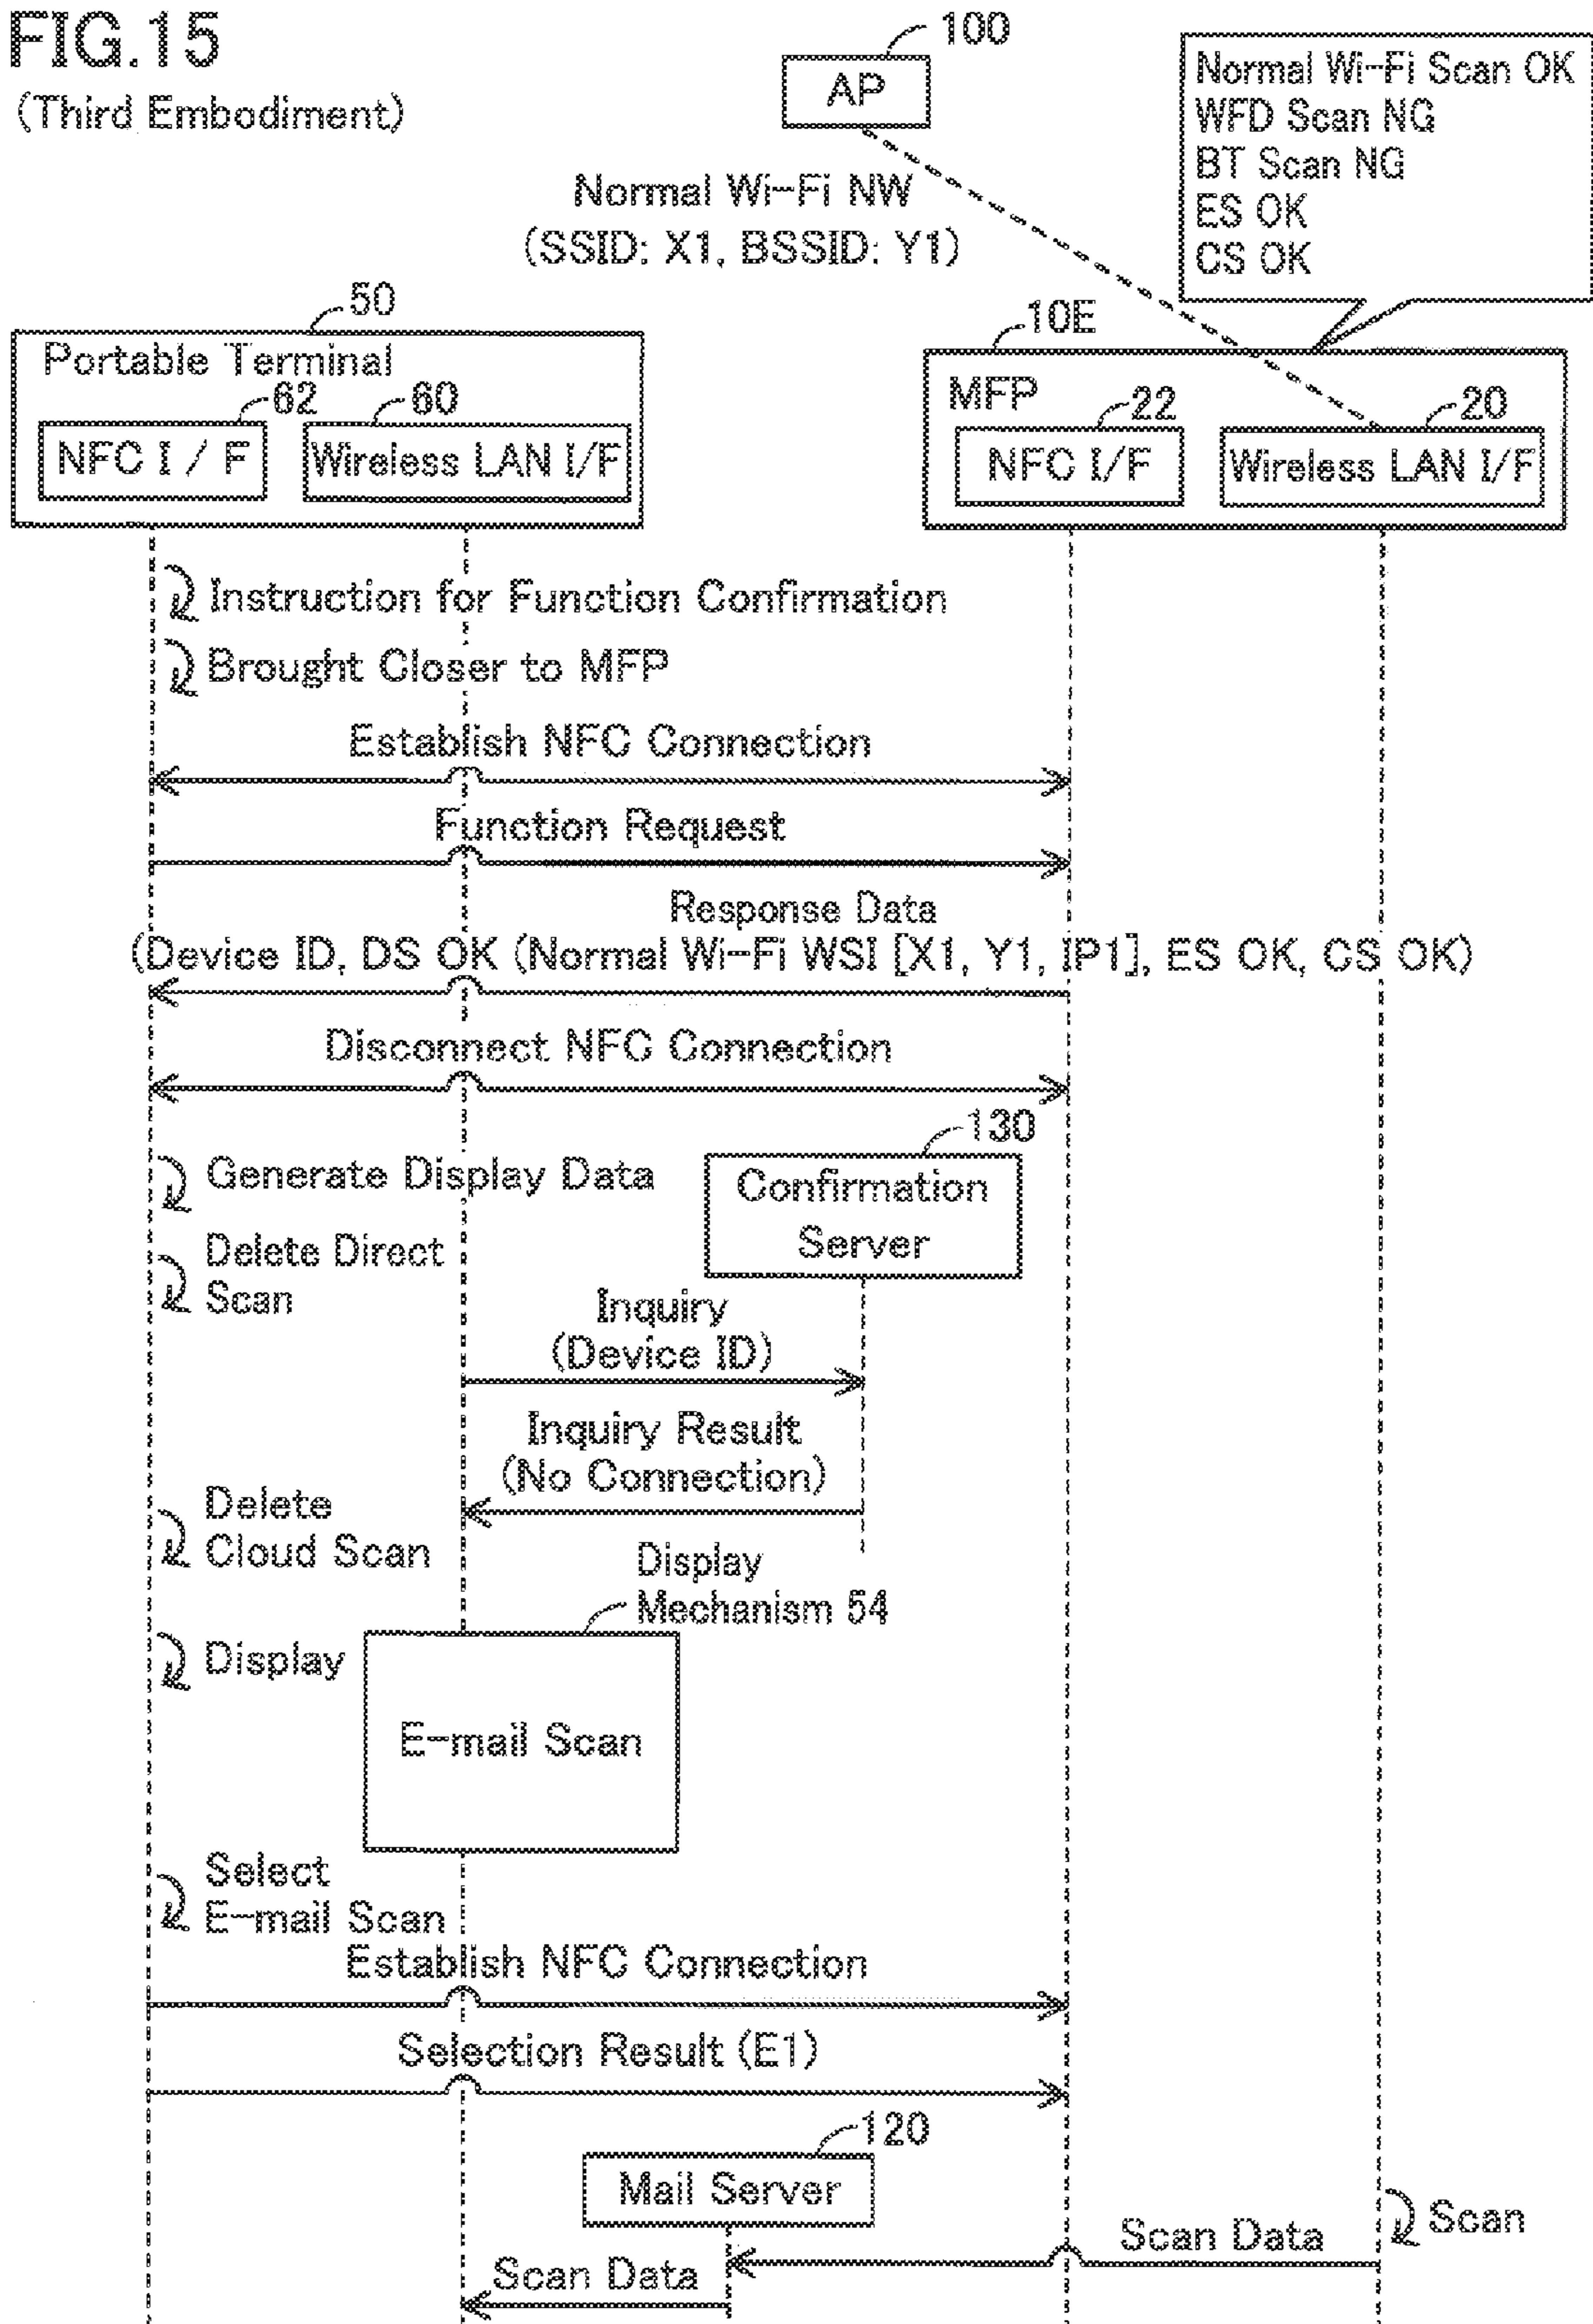 FIG.15
(Third Embodiment)
100
AP
Normal Wi-Fi Scan OK
WFD Scan NG
BT Scan NG
ES OK
CS OK
Normal Wi-Fi NW
(SSID: X1, BSSID: Y1)
50
Portable Terminal
62
60
NFC I / F
Wireless LAN I/F
10E
MFP
22
20
NFC I/F
Wireless LAN I/F
Instruction for Function Confirmation
Brought Closer to MFP
Establish NFC Connection
Function Request
Response Data
(Device ID, DS OK (Normal Wi-Fi WSI [X1, Y1, IP1], ES OK, CS OK)
Disconnect NFC Connection
130
Generate Display Data
Confirmation
Server
Delete Direct
Scan
Inquiry
(Device ID)
Inquiry Result
(No Connection)
Delete
Cloud Scan
Display
Mechanism 54
Display
E-mail Scan
Select
E-mail Scan
Establish NFC Connection
Selection Result (E1)
120
Mail Server
Scan
Scan Data
Scan Data